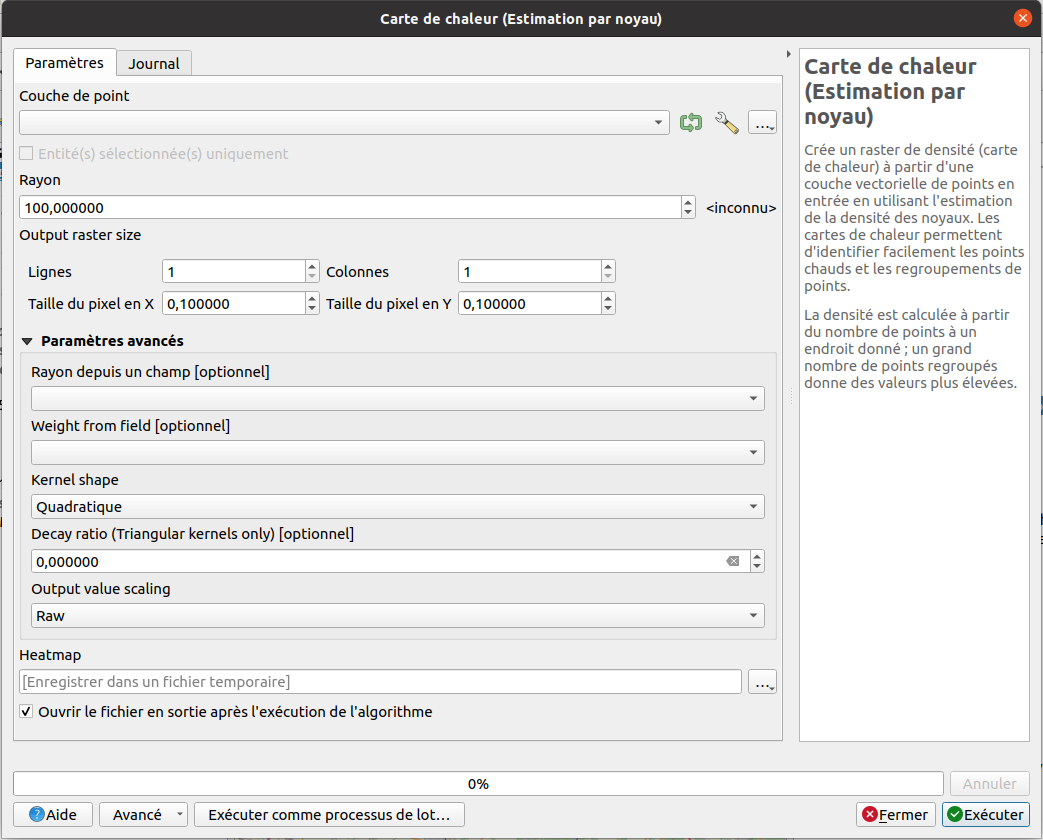 Carte de chaleur (Estimation par noyau)
Paramètres
Journal
Couche de point
…
Entité(s) sélectionnée(s) uniquement
Rayon
100,000000
<inconnu>
Output raster size
Lignes
1
Colonnes
1
Taille du pixel en X
0,100000
Taille du pixel en Y
0,100000
Paramètres avancés
Rayon depuis un champ [optionnel]
Weight from field [optionnel]
Kernel shape
Quadratique
Decay ratio (Triangular kernels only) [optionnel]
0,000000
Output value scaling
Raw
Heatmap
[Enregistrer dans un fichier temporaire]
…
Ouvrir le fichier en sortie après l'exécution de l'algorithme
Carte de chaleur
(Estimation par
noyau)
Crée un raster de densité (carte
de chaleur) à partir d'une
couche vectorielle de points en
entrée en utilisant l'estimation
de la densité des noyaux. Les
cartes de chaleur permettent
d'identifier facilement les points
chauds et les regroupements de
points.
La densité est calculée à partir
du nombre de points à un
endroit donné ; un grand
nombre de points regroupés
donne des valeurs plus élevées.
0%
Annuler
Aide
Avancé
Exécuter comme processus de lot…
Fermer
Exécuter